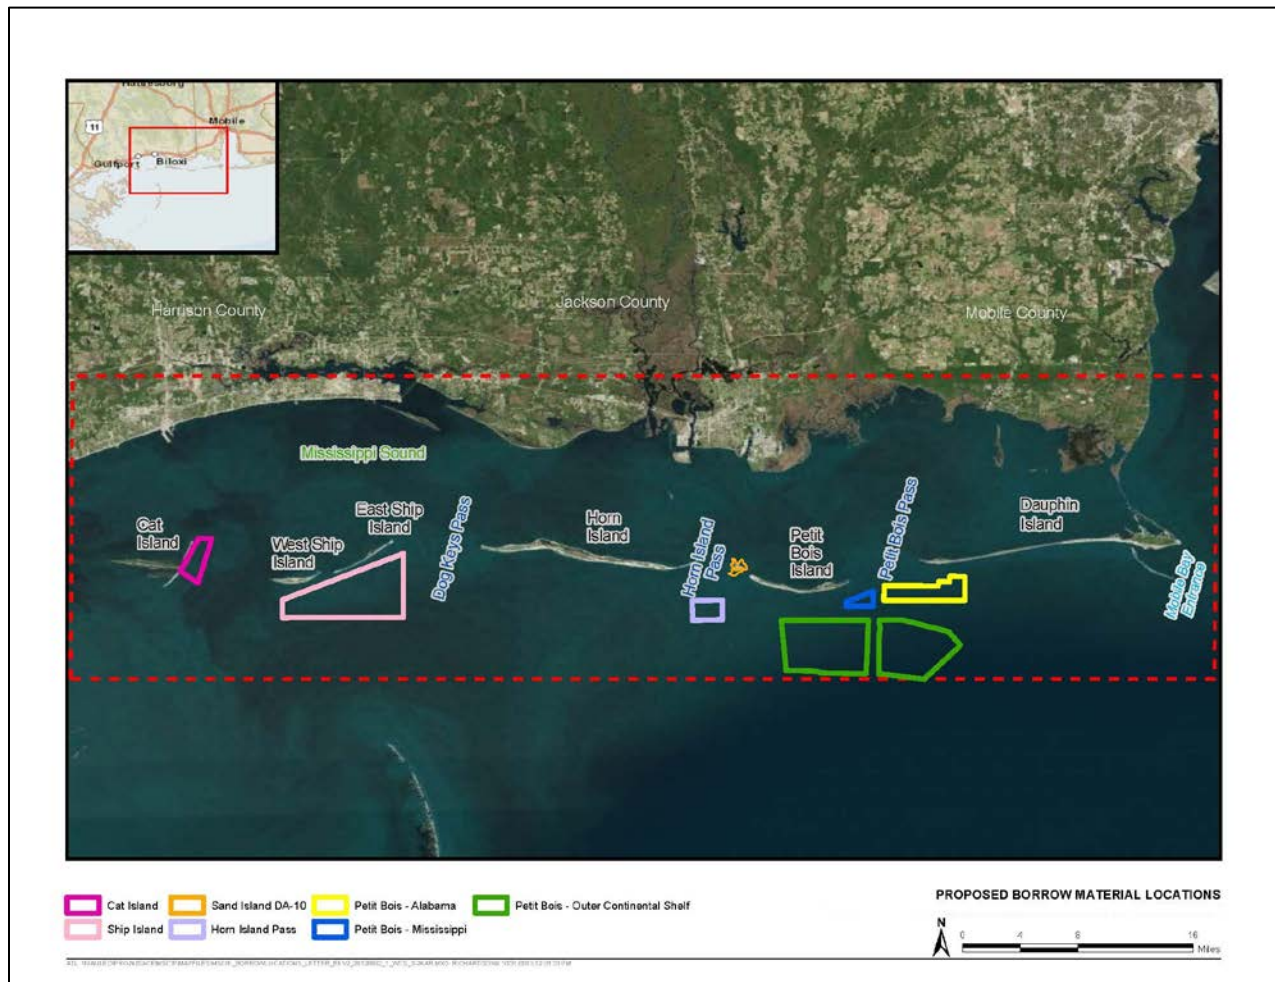 Hattiesburg
11
Mobile
Gulfport
Biloxi
Harrison County
Jackson County
Mobile County
Mississippi Sound
Cat
Island
West Ship
Island
East Ship
Island
Dog Keys Pass
Horn
Island
Horn Island
Pass
Petit
Bois
Island
Petit Bois Pass
Dauphin
Island
Mobile Bay
Entrance
Cat Island
Sand Island DA-10
Petit Bois - Alabama
Petit Bois - Outer Continental Shelf
Ship Island
Horn Island Pass
Petit Bois - Mississippi
PROPOSED BORROW MATERIAL LOCATIONS
N
0 4 8 16
Miles